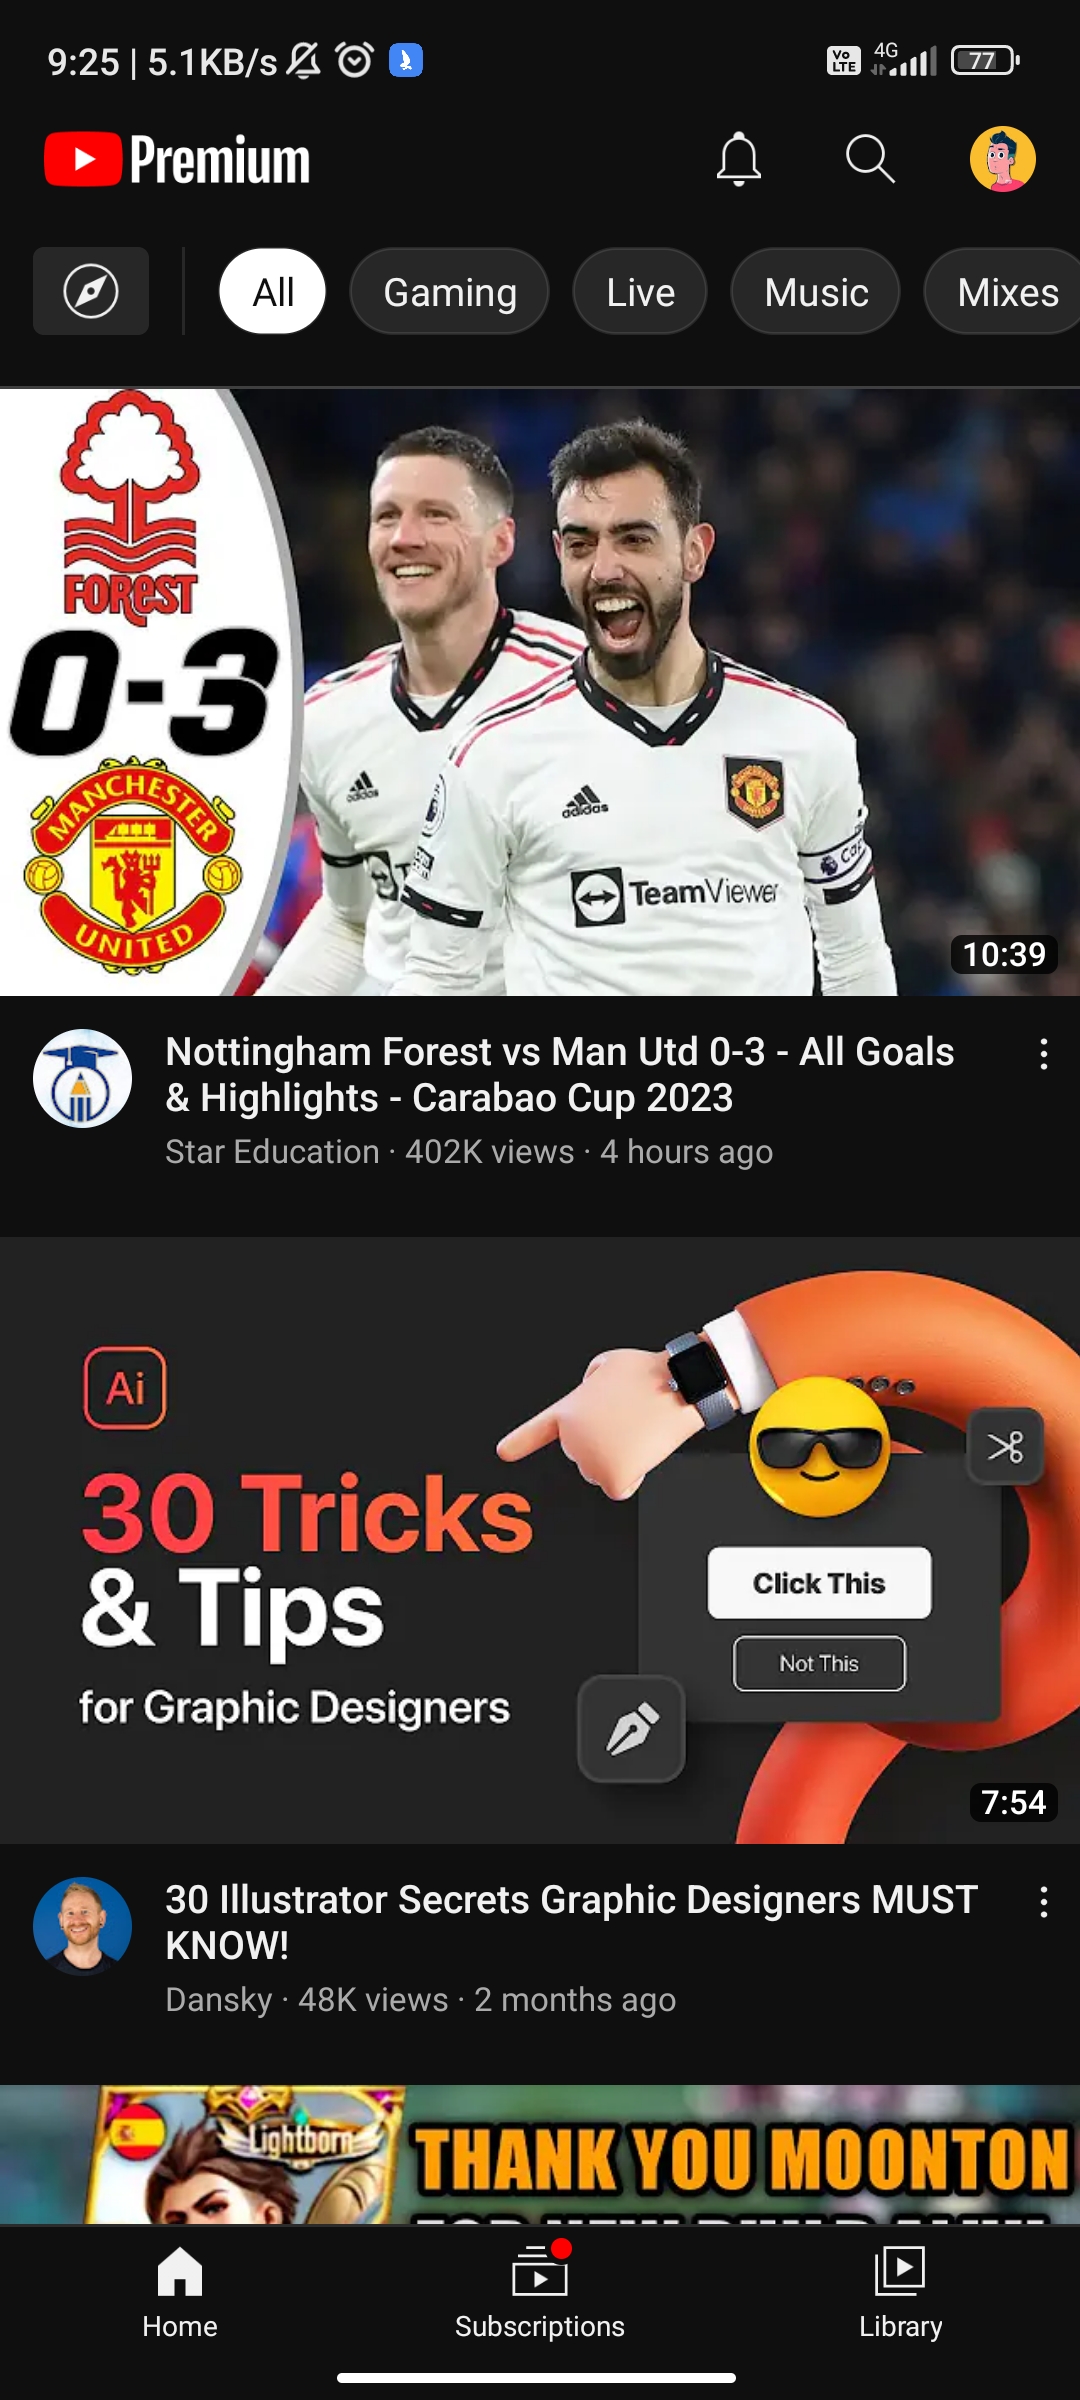 9:25 | 5.1KB/s
Vo LTE 4G 77
Premium
All Gaming Live Music Mixes
FOREST
0-3
MANCHESTER
UNITED
adidas adidas
Cap
TeamViewer
10:39
Nottingham Forest vs Man Utd 0-3 - All Goals
& Highlights - Carabao Cup 2023
Star Education · 402K views · 4 hours ago
Ai
30 Tricks
& Tips
for Graphic Designers
Click This
Not This
7:54
30 Illustrator Secrets Graphic Designers MUST
KNOW!
Dansky · 48K views · 2 months ago
Lightborn
THANK YOU MOONTON
Home Subscriptions Library